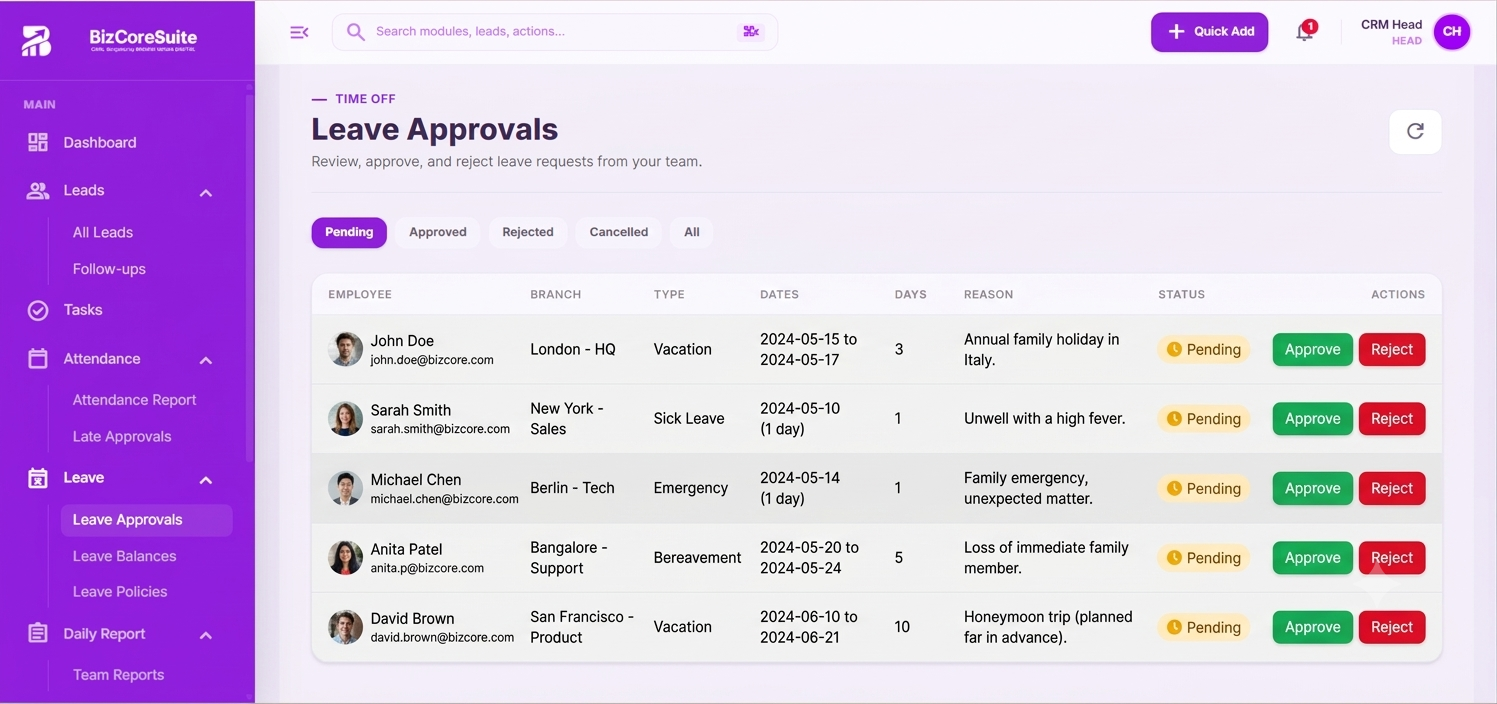 BizCoreSuite
MAIN
Dashboard
Leads
All Leads
Follow-ups
Tasks
Attendance
Attendance Report
Late Approvals
Leave
Leave Approvals
Leave Balances
Leave Policies
Daily Report
Team Reports
Search modules, leads, actions...
Quick Add
1
CRM Head
HEAD
CH
TIME OFF
Leave Approvals
Review, approve, and reject leave requests from your team.
Pending Approved Rejected Cancelled All
EMPLOYEE BRANCH TYPE DATES DAYS REASON STATUS ACTIONS
John Doe
john.doe@bizcore.com
London - HQ
Vacation
2024-05-15 to
2024-05-17
3
Annual family holiday in
Italy.
Pending
Approve Reject
Sarah Smith
sarah.smith@bizcore.com
New York -
Sales
Sick Leave
2024-05-10
(1 day)
1
Unwell with a high fever.
Pending
Approve Reject
Michael Chen
michael.chen@bizcore.com
Berlin - Tech
Emergency
2024-05-14
(1 day)
1
Family emergency,
unexpected matter.
Pending
Approve Reject
Anita Patel
anita.p@bizcore.com
Bangalore -
Support
Bereavement
2024-05-20 to
2024-05-24
5
Loss of immediate family
member.
Pending
Approve Reject
David Brown
david.brown@bizcore.com
San Francisco -
Product
Vacation
2024-06-10 to
2024-06-21
10
Honeymoon trip (planned
far in advance).
Pending
Approve Reject